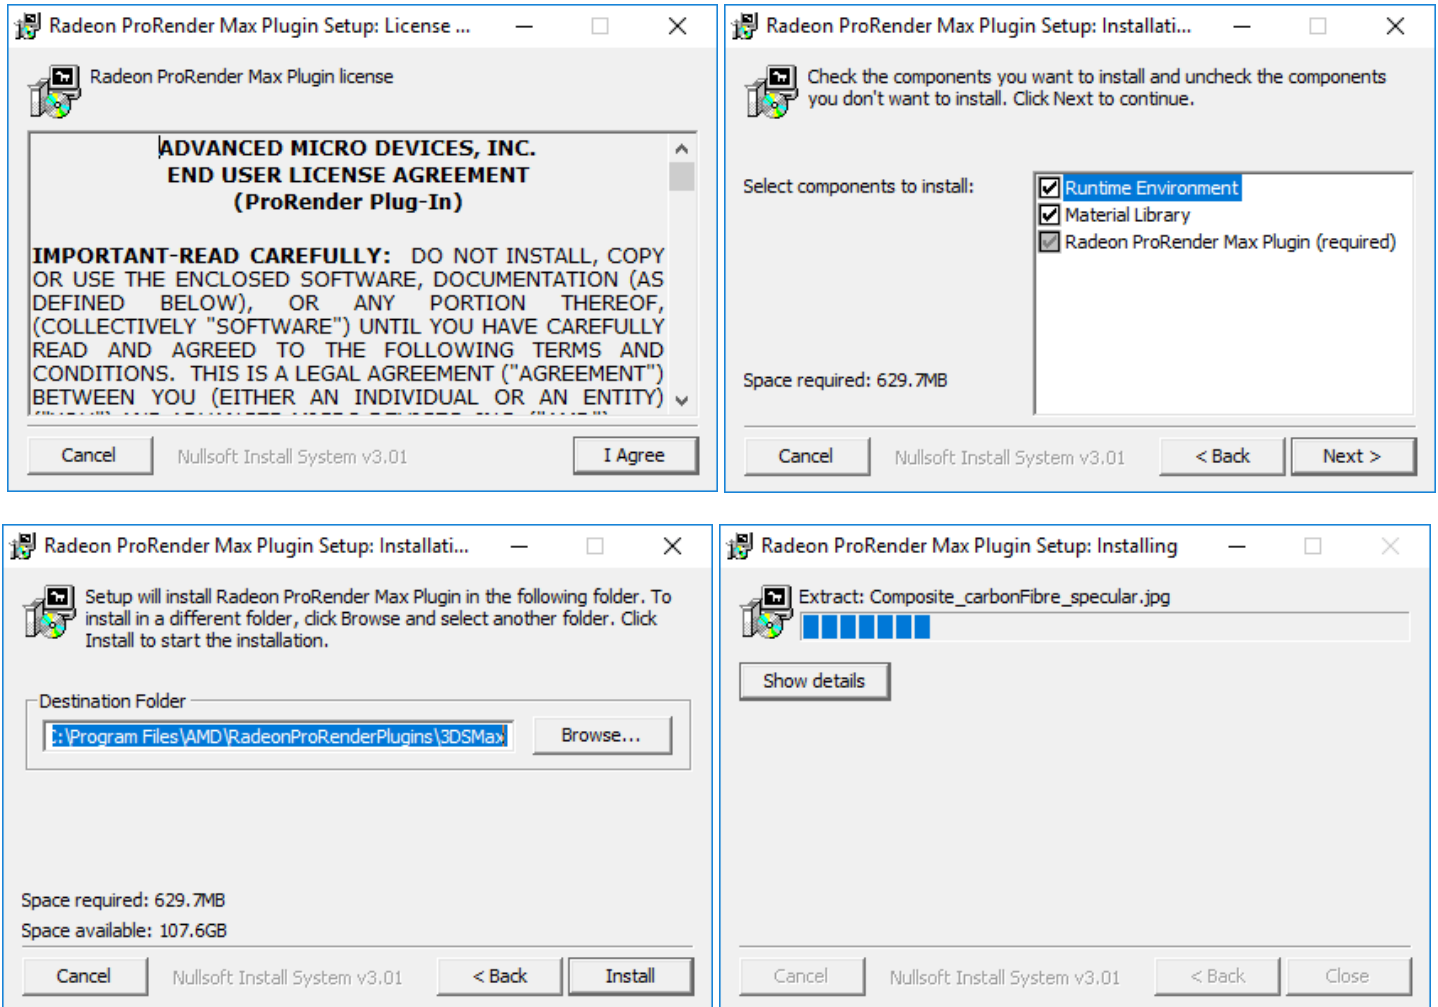 Radeon ProRender Max Plugin Setup: License ...
Radeon ProRender Max Plugin license
ADVANCED MICRO DEVICES, INC.
END USER LICENSE AGREEMENT
(ProRender Plug-In)
IMPORTANT-READ CAREFULLY: DO NOT INSTALL, COPY
OR USE THE ENCLOSED SOFTWARE, DOCUMENTATION (AS
DEFINED BELOW), OR ANY PORTION THEREOF,
(COLLECTIVELY "SOFTWARE") UNTIL YOU HAVE CAREFULLY
READ AND AGREED TO THE FOLLOWING TERMS AND
CONDITIONS. THIS IS A LEGAL AGREEMENT ("AGREEMENT")
BETWEEN YOU (EITHER AN INDIVIDUAL OR AN ENTITY)
Cancel
Nullsoft Install System v3.01
I Agree
Radeon ProRender Max Plugin Setup: Installati...
Check the components you want to install and uncheck the components
you don't want to install. Click Next to continue.
Select components to install:
Runtime Environment
Material Library
Radeon ProRender Max Plugin (required)
Space required: 629.7MB
Cancel
Nullsoft Install System v3.01
< Back
Next >
Radeon ProRender Max Plugin Setup: Installati...
Setup will install Radeon ProRender Max Plugin in the following folder. To
install in a different folder, click Browse and select another folder. Click
Install to start the installation.
Destination Folder
C:\Program Files\AMD\RadeonProRenderPlugins\3DSMax
Browse...
Space required: 629.7MB
Space available: 107.6GB
Cancel
Nullsoft Install System v3.01
< Back
Install
Radeon ProRender Max Plugin Setup: Installing
Extract: Composite_carbonFibre_specular.jpg
Show details
Cancel
Nullsoft Install System v3.01
< Back
Close